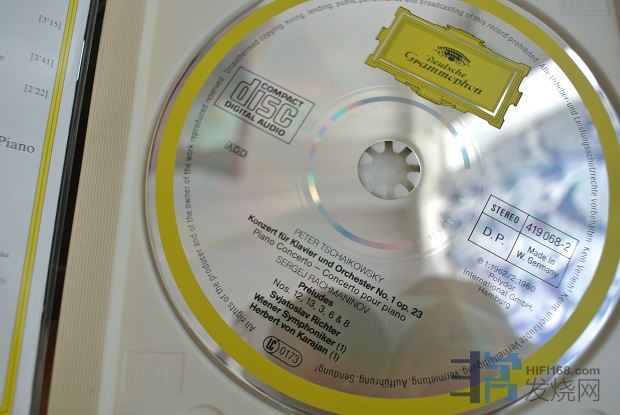 [3'15]
[3'41]
[2'22]
Piano
Unauthorized copying, hiring, lending, public performance and broadcasting of this record prohibited
All rights of the producer and of the owner of the work reproduced reserved
Deutsche
Grammophon
COMPACT
disc
DIGITAL AUDIO
ADD
STEREO 419 068-2
D.P. Made in
W. Germany
℗ 1: 1962/2: 1960
Polydor
International GmbH,
Hamburg
PETER TSCHAIKOWSKY
Konzert für Klavier und Orchester No. 1 op. 23
Piano Concerto – Concerto pour piano
SERGEJ RACHMANINOV
Préludes
Nos. 12, 13, 3, 6 & 8
Svjatoslav Richter
Wiener Symphoniker (1)
Herbert von Karajan (1)
LC 0173
HIFI168.com
发烧网